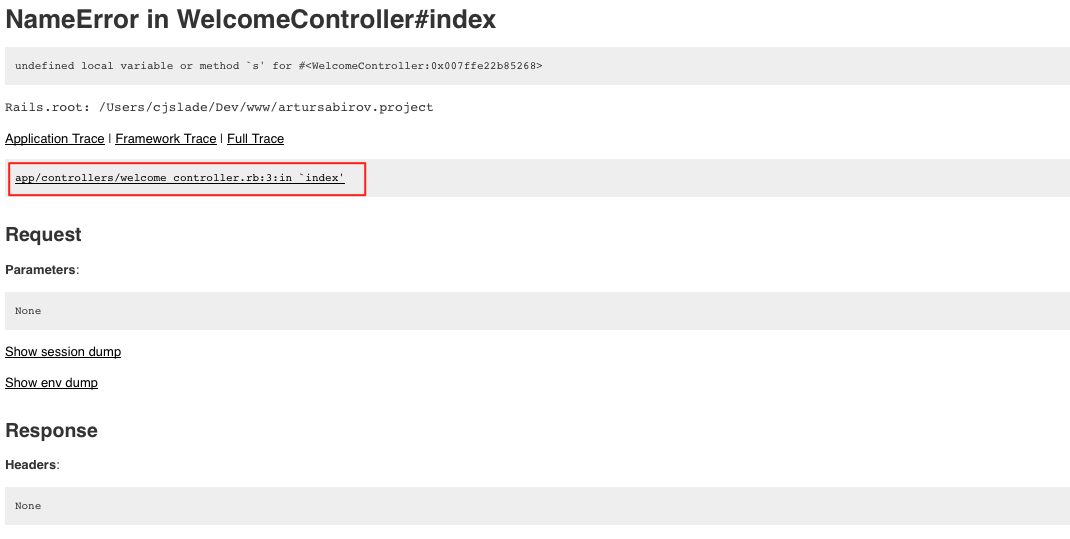 NameError in WelcomeController#index
undefined local variable or method `s' for #<WelcomeController:0x007ffe22b85268>
Rails.root: /Users/cjslade/Dev/www/artursabirov.project
Application Trace | Framework Trace | Full Trace
app/controllers/welcome_controller.rb:3:in `index'
Request
Parameters:
None
Show session dump
Show env dump
Response
Headers:
None